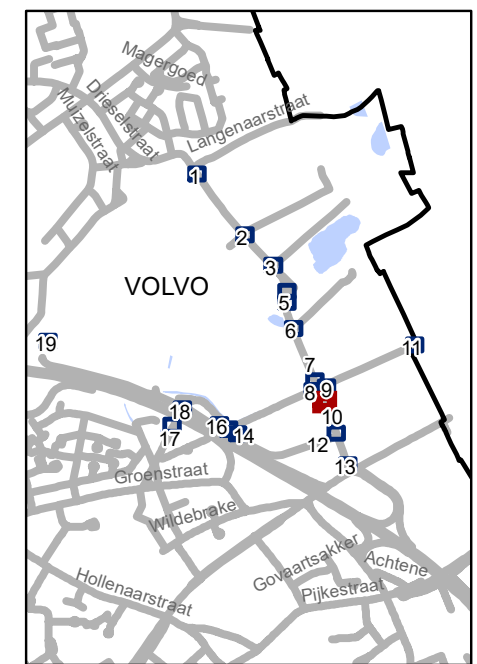 Magergoed
Drieselstraat
Muizelstraat
Langenaarstraat
1
2
3
VOLVO
5
6
19
11
7
8
9
18
10
16
14
17
12
13
Groenstraat
Wildebrake
Govaartsakker
Achtene
Hollenaarstraat
Pijkestraat